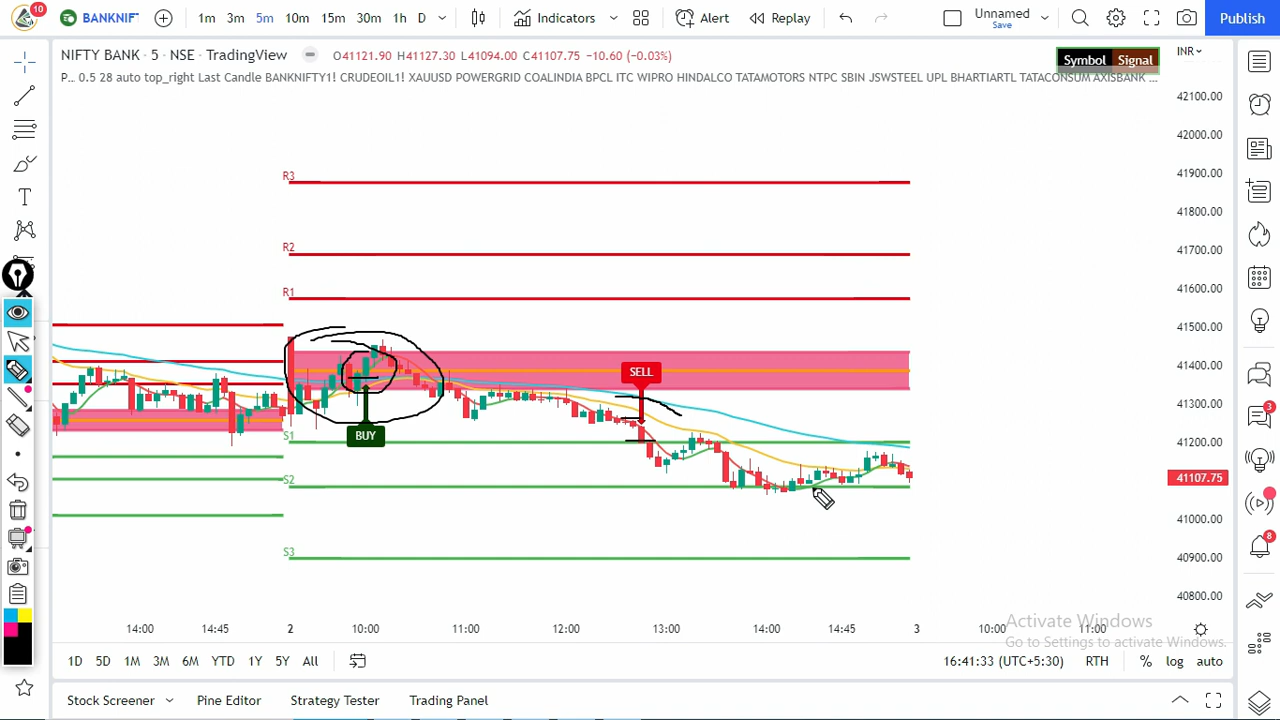 10
BANKNIF
1m 3m 5m 10m 15m 30m 1h D
Indicators
Alert
Replay
Unnamed
Save
Publish
NIFTY BANK · 5 · NSE · TradingView
O41121.90 H41127.30 L41094.00 C41107.75 −10.60 (−0.03%)
P... 0.5 28 auto top_right Last Candle BANKNIFTY1! CRUDEOIL1! XAUUSD POWERGRID COALINDIA BPCL ITC WIPRO HINDALCO TATAMOTORS NTPC SBIN JSWSTEEL UPL BHARTIARTL TATACONSUM AXISBANK ...
Symbol Signal
INR
42100.00
42000.00
41900.00
41800.00
41700.00
41600.00
41500.00
41400.00
41300.00
41200.00
41107.75
41000.00
40900.00
40800.00
R3
R2
R1
SELL
BUY
S1
S2
S3
8
14:00 14:45 2 10:00 11:00 12:00 13:00 14:00 14:45 3 10:00 11:00
Activate Windows
Go to Settings to activate Windows.
1D 5D 1M 3M 6M YTD 1Y 5Y All
16:41:33 (UTC+5:30) RTH % log auto
Stock Screener Pine Editor Strategy Tester Trading Panel